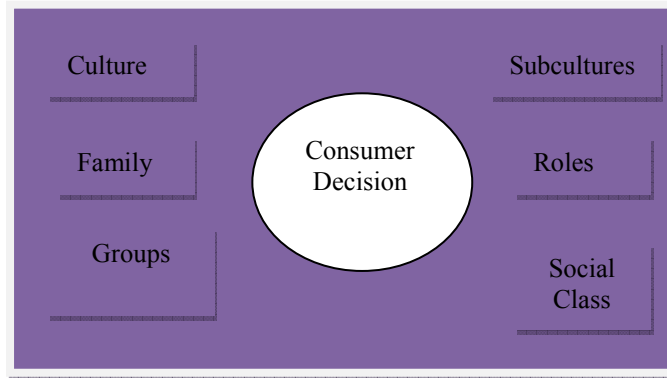 Culture
Subcultures
Consumer
Decision
Family
Roles
Groups
Social
Class